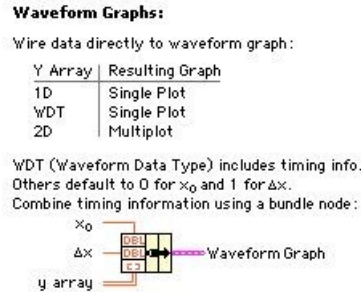 Waveform Graphs:
Wire data directly to waveform graph:
Y Array | Resulting Graph
1D Single Plot
WDT Single Plot
2D Multiplot
WDT (Waveform Data Type) includes timing info.
Others default to 0 for x₀ and 1 for Δx.
Combine timing information using a bundle node:
x₀
DBL
Δx DBL Waveform Graph
y array [ ]